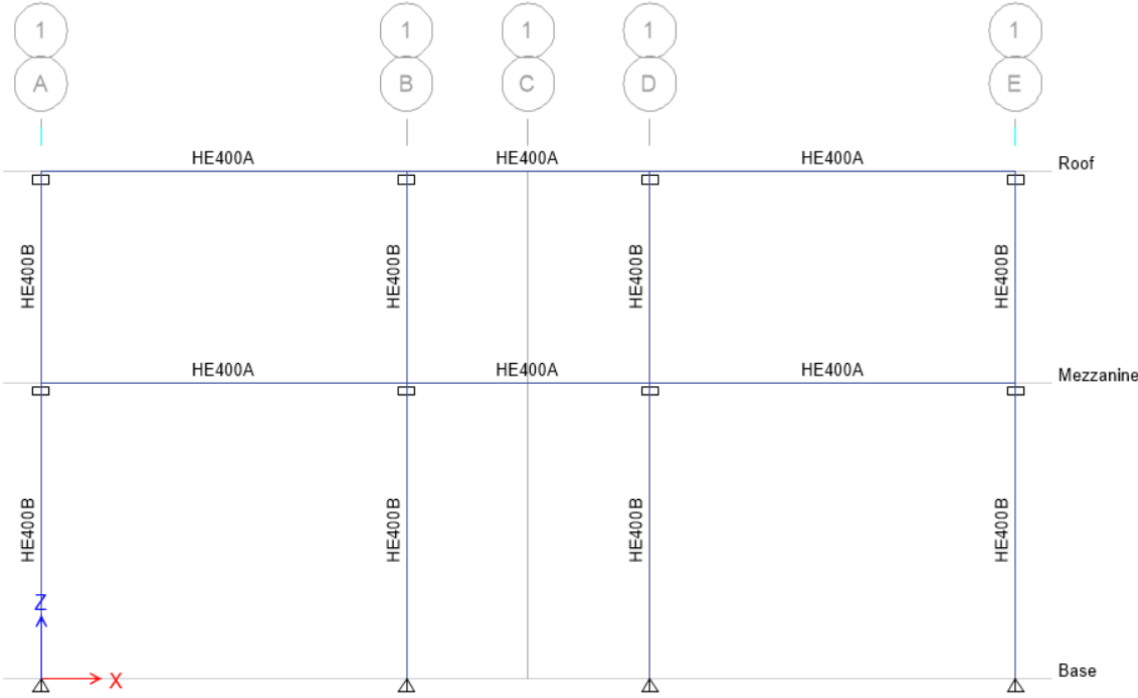 1 1 1 1 1
A B C D E
HE400A HE400A HE400A
Roof
HE400B HE400B HE400B HE400B
HE400A HE400A HE400A
Mezzanine
HE400B HE400B HE400B HE400B
Z
X
Base